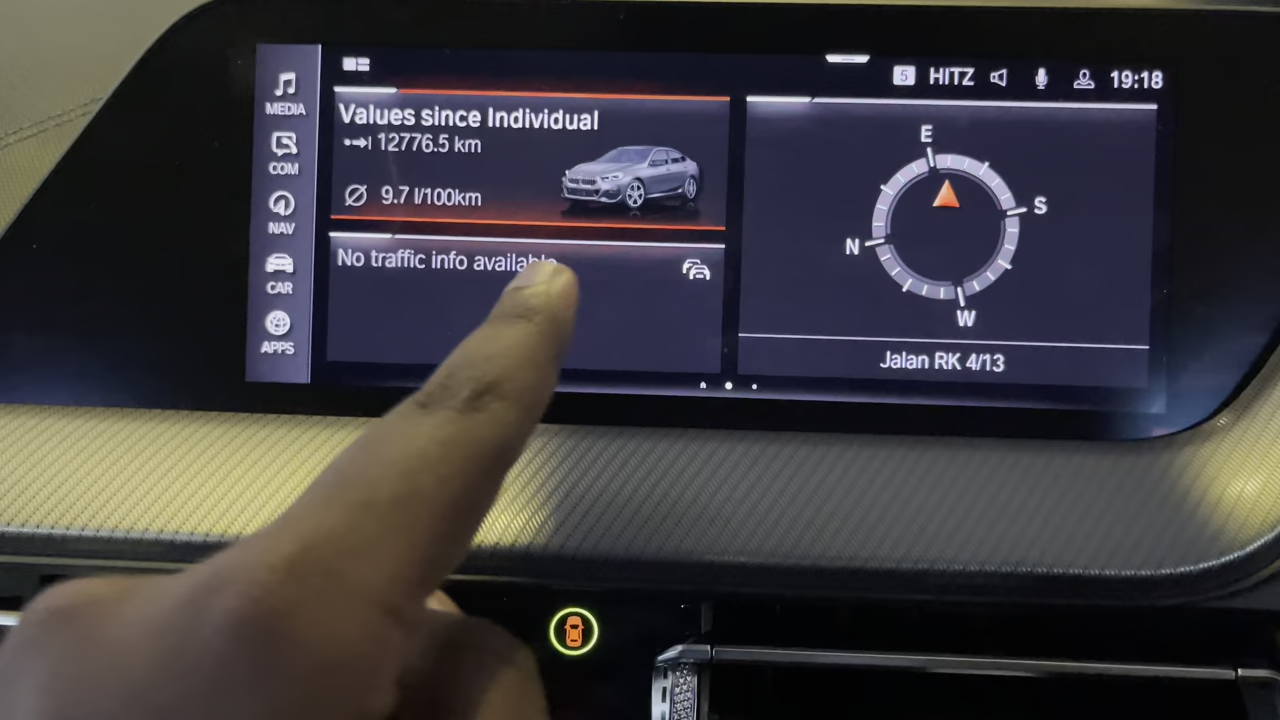 5 HITZ 19:18
MEDIA
COM
NAV
CAR
APPS
Values since Individual
12776.5 km
9.7 l/100km
No traffic info available
E
S
N
W
Jalan RK 4/13